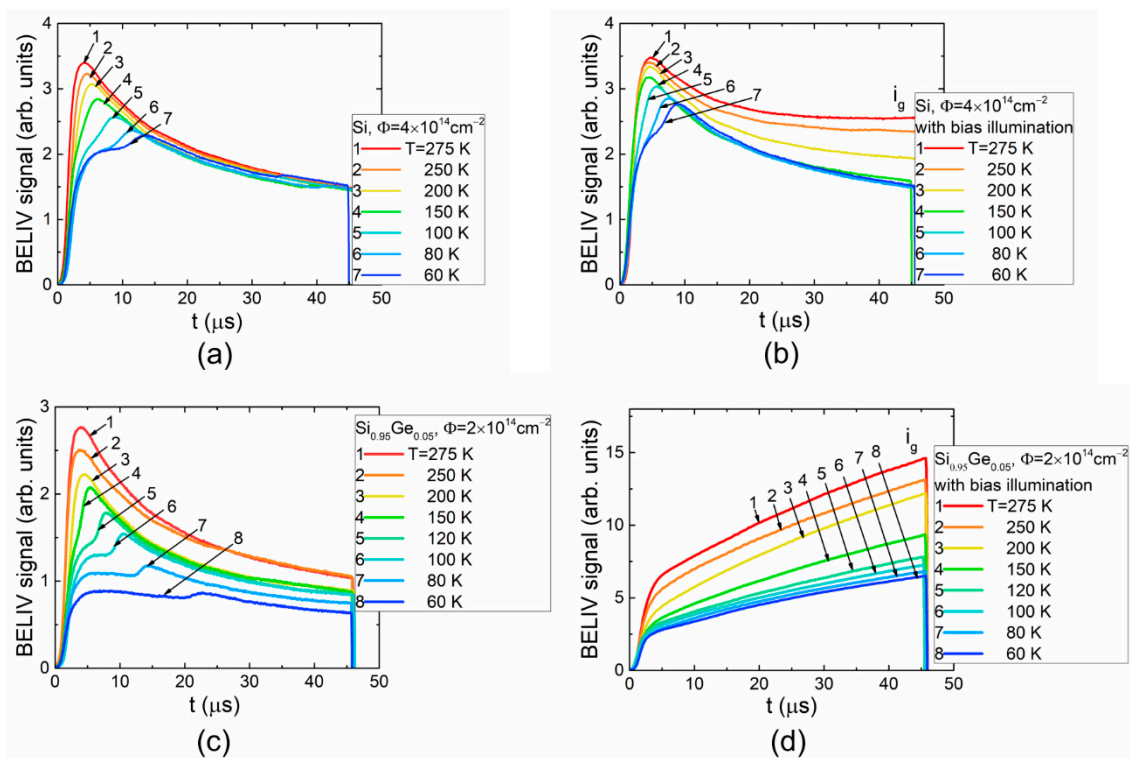 BELIV signal (arb. units)
4
3
2
1
0
1
2
3
4
5
6
7
Si, Φ=4×10¹⁴cm⁻²
1 T=275 K
2 250 K
3 200 K
4 150 K
5 100 K
6 80 K
7 60 K
0 10 20 30 40 50
t (μs)
(a)
BELIV signal (arb. units)
4
3
2
1
0
1
2
3
4
5
6
7
i_g
Si, Φ=4×10¹⁴cm⁻²
with bias illumination
1 T=275 K
2 250 K
3 200 K
4 150 K
5 100 K
6 80 K
7 60 K
0 10 20 30 40 50
t (μs)
(b)
BELIV signal (arb. units)
3
2
1
0
1
2
3
4
5
6
7
8
Si₀.₉₅Ge₀.₀₅, Φ=2×10¹⁴cm⁻²
1 T=275 K
2 250 K
3 200 K
4 150 K
5 120 K
6 100 K
7 80 K
8 60 K
0 10 20 30 40 50
t (μs)
(c)
BELIV signal (arb. units)
15
10
5
0
1 2 3 4 5 6 7 8
i_g
Si₀.₉₅Ge₀.₀₅, Φ=2×10¹⁴cm⁻²
with bias illumination
1 T=275 K
2 250 K
3 200 K
4 150 K
5 120 K
6 100 K
7 80 K
8 60 K
0 10 20 30 40 50
t (μs)
(d)